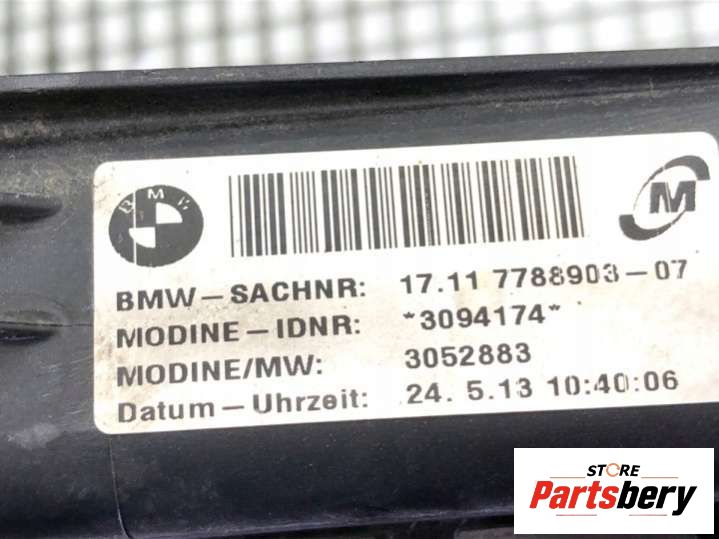 BMW
M
BMW-SACHNR: 17.11 7788903-07
MODINE-IDNR: *3094174*
MODINE/MW: 3052883
Datum-Uhrzeit: 24. 5.13 10:40:06
STORE
Partsbery